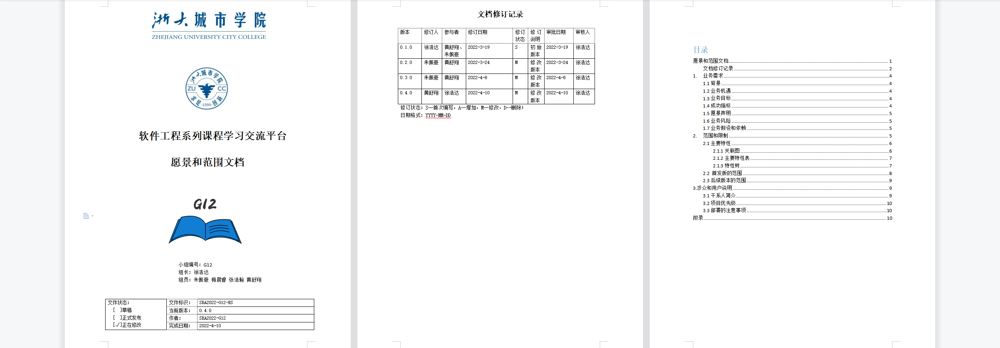 浙大城市学院
ZHEJIANG UNIVERSITY CITY COLLEGE
浙大城市学院
ZU CC
求是创新
·1999·
软件工程系列课程学习交流平台
愿景和范围文档
G12
小组编号：G12
组长：徐浩达
组员：朱佩豪 梅晨睿 张浩瀚 黄舒翔
文件状态：
[ ]草稿
[ ]正式发布
[√]正在修改
文件标识： SRA2022-G12-BS
当前版本： 0.4.0
作者： SRA2022-G12
完成日期： 2022-4-10
文档修订记录
版本 修订人 参与者 修订日期 修订状态 修订说明 审批日期 审核人
0.1.0 徐浩达 黄舒翔、朱佩豪 2022-3-19 S 初始版本 2022-3-19 徐浩达
0.2.0 朱佩豪 黄舒翔 2022-3-24 M 修改版本 2022-3-24 徐浩达
0.3.0 朱佩豪 黄舒翔 2022-4-8 M 修改版本 2022-4-8 徐浩达
0.4.0 黄舒翔 徐浩达 2022-4-10 M 修改版本 2022-4-10 徐浩达
修订状态：S—首次编写，A—增加，M—修改，D--删除；
日期格式：YYYY-MM-DD
目录
愿景和范围文档 1
文档修订记录 2
1. 业务需求 4
1.1 背景 4
1.2 业务机遇 4
1.3 业务目标 4
1.4 成功指标 4
1.5 愿景声明 5
1.6 业务风险 5
1.7 业务假设和依赖 5
2. 范围和限制 5
2.1 主要特性 6
2.1.1 关联图 6
2.1.2 主要特性表 7
2.1.3 特性树 7
2.2 首发版的范围 8
2.3 后续版本的范围 9
3.涉众和用户说明 9
3.1 干系人简介 9
3.2 项目优先级 10
3.3 部署的注意事项 10
附录 10